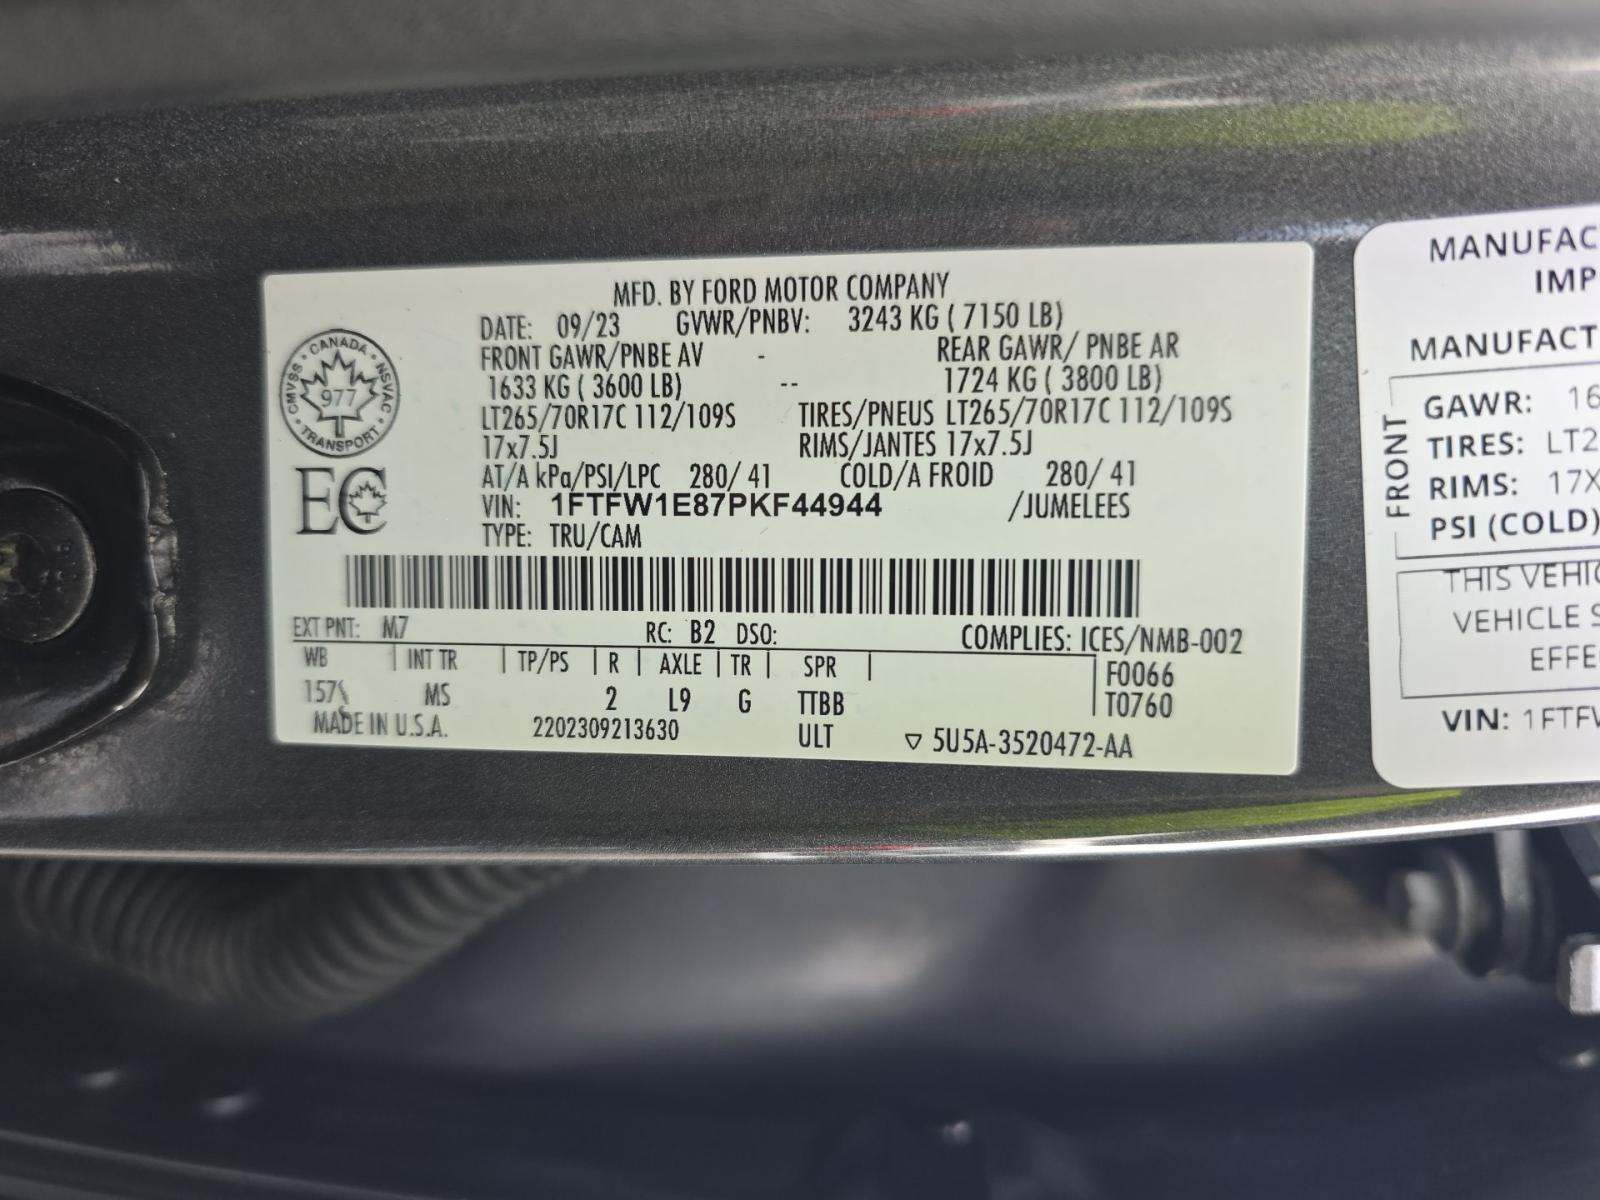 MFD. BY FORD MOTOR COMPANY
DATE: 09/23 GVWR/PNBV: 3243 KG ( 7150 LB)
FRONT GAWR/PNBE AV - REAR GAWR/ PNBE AR
1633 KG ( 3600 LB) -- 1724 KG ( 3800 LB)
LT265/70R17C 112/109S TIRES/PNEUS LT265/70R17C 112/109S
17x7.5J RIMS/JANTES 17x7.5J
AT/A kPa/PSI/LPC 280/ 41 COLD/A FROID 280/ 41
VIN: 1FTFW1E87PKF44944 /JUMELEES
TYPE: TRU/CAM
CANADA
CMVSS NSVAC
977
TRANSPORT
EC
EXT PNT: M7 RC: B2 DSO: COMPLIES: ICES/NMB-002
WB | INT TR | TP/PS | R | AXLE | TR | SPR | F0066
157 MS 2 L9 G TTBB T0760
MADE IN U.S.A. 2202309213630 ULT ▽ 5U5A-3520472-AA
MANUFAC
IMP
MANUFACT
FRONT
GAWR: 16
TIRES: LT2
RIMS: 17X
PSI (COLD)
THIS VEHIC
VEHICLE S
EFFE
VIN: 1FTF